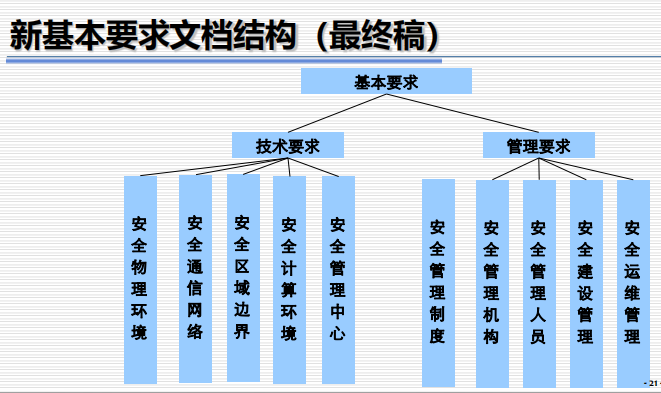 新基本要求文档结构（最终稿）
基本要求
技术要求
管理要求
安全物理环境
安全通信网络
安全区域边界
安全计算环境
安全管理中心
安全管理制度
安全管理机构
安全管理人员
安全建设管理
安全运维管理
- 21 -